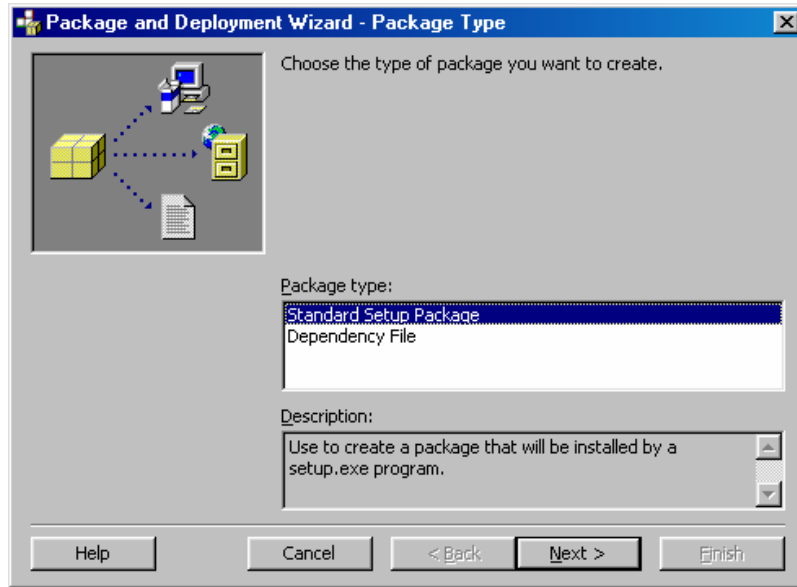 Package and Deployment Wizard - Package Type
Choose the type of package you want to create.
Package type:
Standard Setup Package
Dependency File
Description:
Use to create a package that will be installed by a
setup.exe program.
Help
Cancel
< Back
Next >
Finish